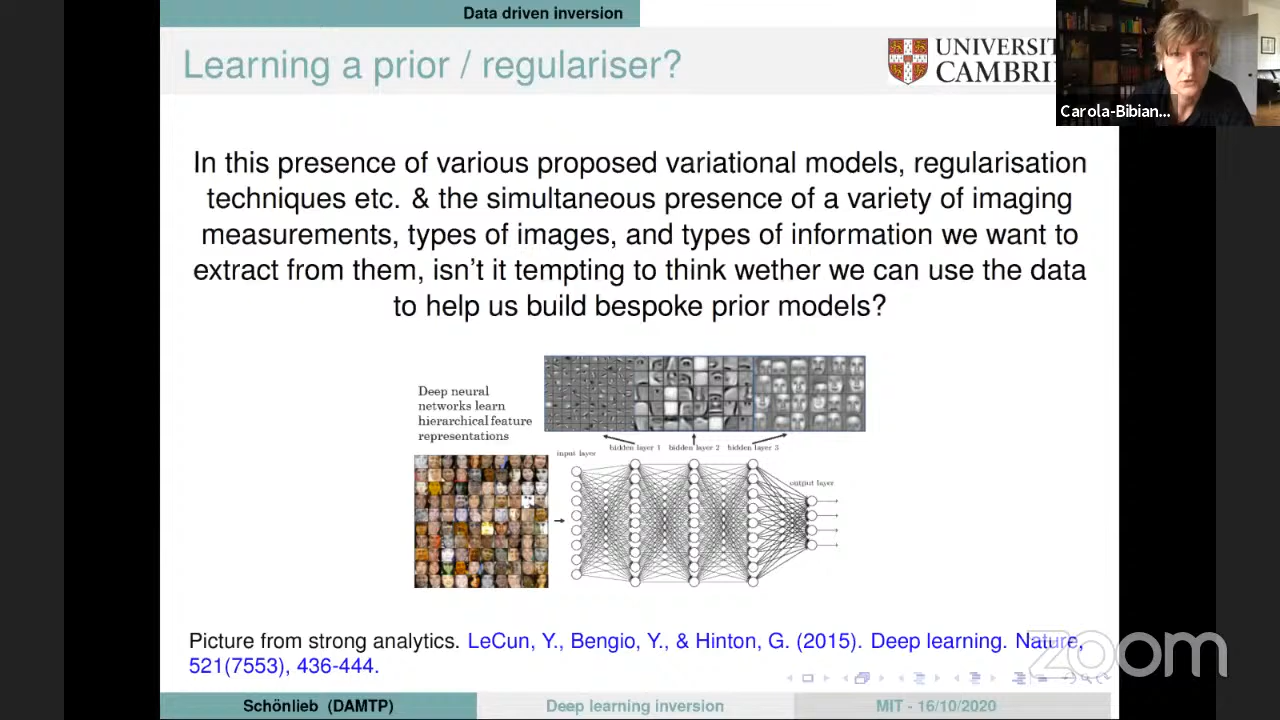 Data driven inversion
Learning a prior / regulariser?
UNIVERSIT
CAMBRI
Carola-Bibian...
In this presence of various proposed variational models, regularisation
techniques etc. & the simultaneous presence of a variety of imaging
measurements, types of images, and types of information we want to
extract from them, isn't it tempting to think wether we can use the data
to help us build bespoke prior models?
Deep neural
networks learn
hierarchical feature
representations
hidden layer 1 hidden layer 2 hidden layer 3
input layer
output layer
Picture from strong analytics. LeCun, Y., Bengio, Y., & Hinton, G. (2015). Deep learning. Nature,
521(7553), 436-444.
zoom
Schönlieb (DAMTP) Deep learning inversion MIT - 16/10/2020